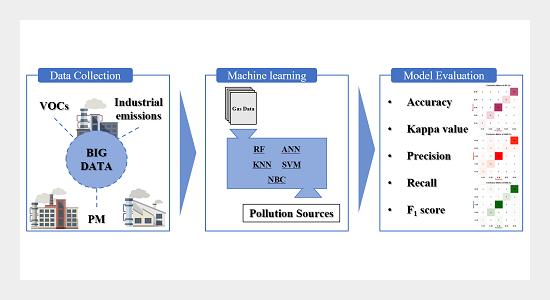 Data Collection
VOCs
Industrial
emissions
BIG
DATA
PM
Machine learning
Gas Data
RF ANN
KNN SVM
NBC
Pollution Sources
Model Evaluation
• Accuracy
• Kappa value
• Precision
• Recall
• F₁ score